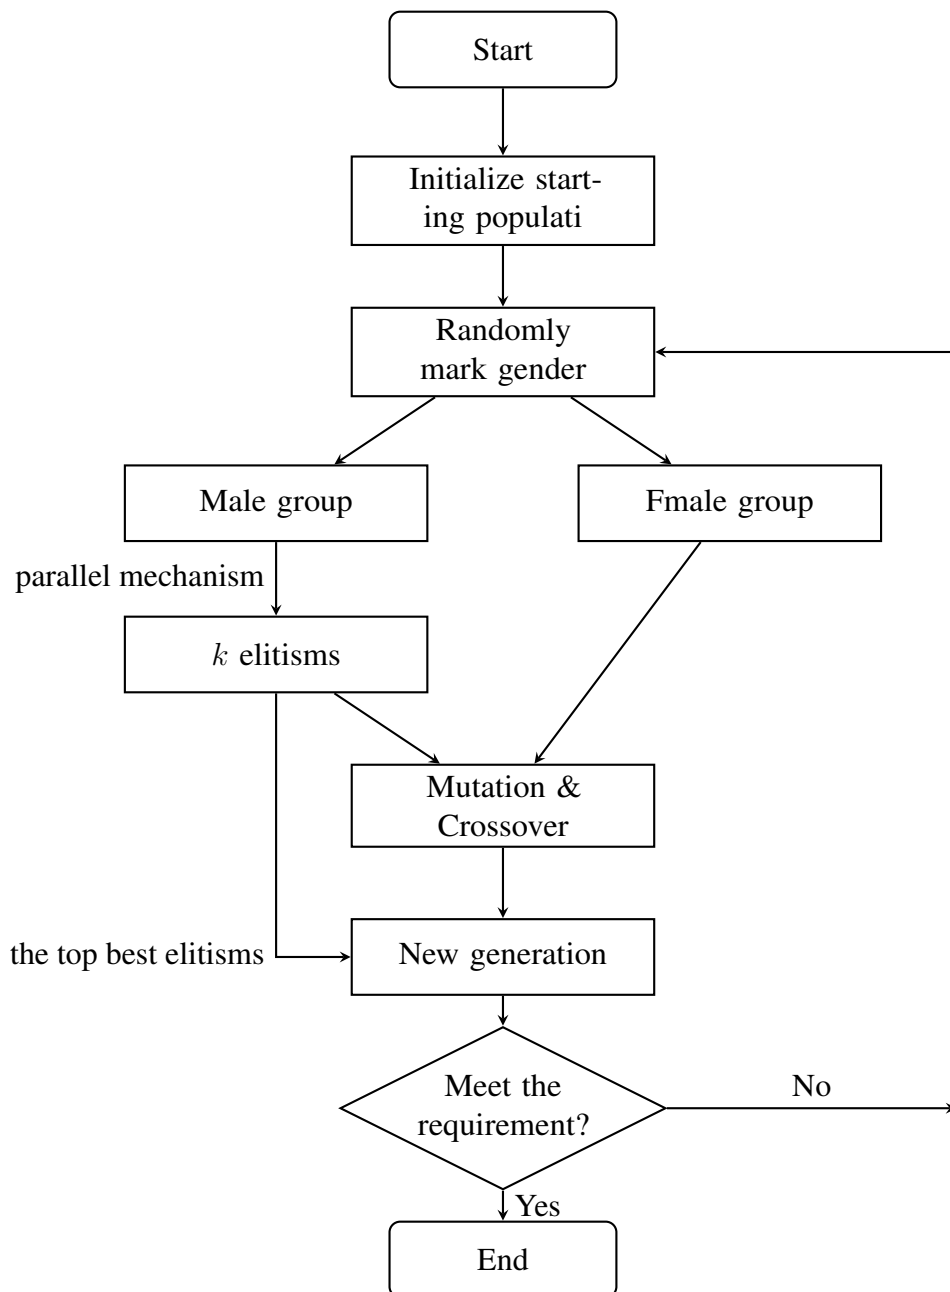 Start
Initialize start-
ing populati
Randomly
mark gender
Male group
Fmale group
parallel mechanism
k elitisms
Mutation &
Crossover
the top best elitisms
New generation
Meet the
requirement?
No
Yes
End